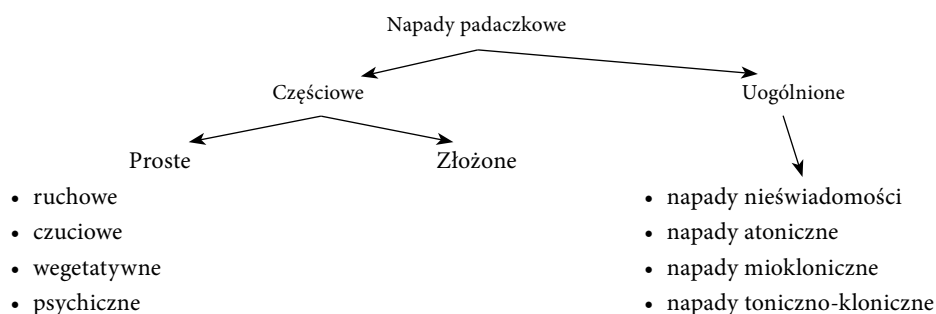 Napady padaczkowe
Częściowe
Uogólnione
Proste
Złożone
• ruchowe
• czuciowe
• wegetatywne
• psychiczne
• napady nieświadomości
• napady atoniczne
• napady miokloniczne
• napady toniczno-kloniczne